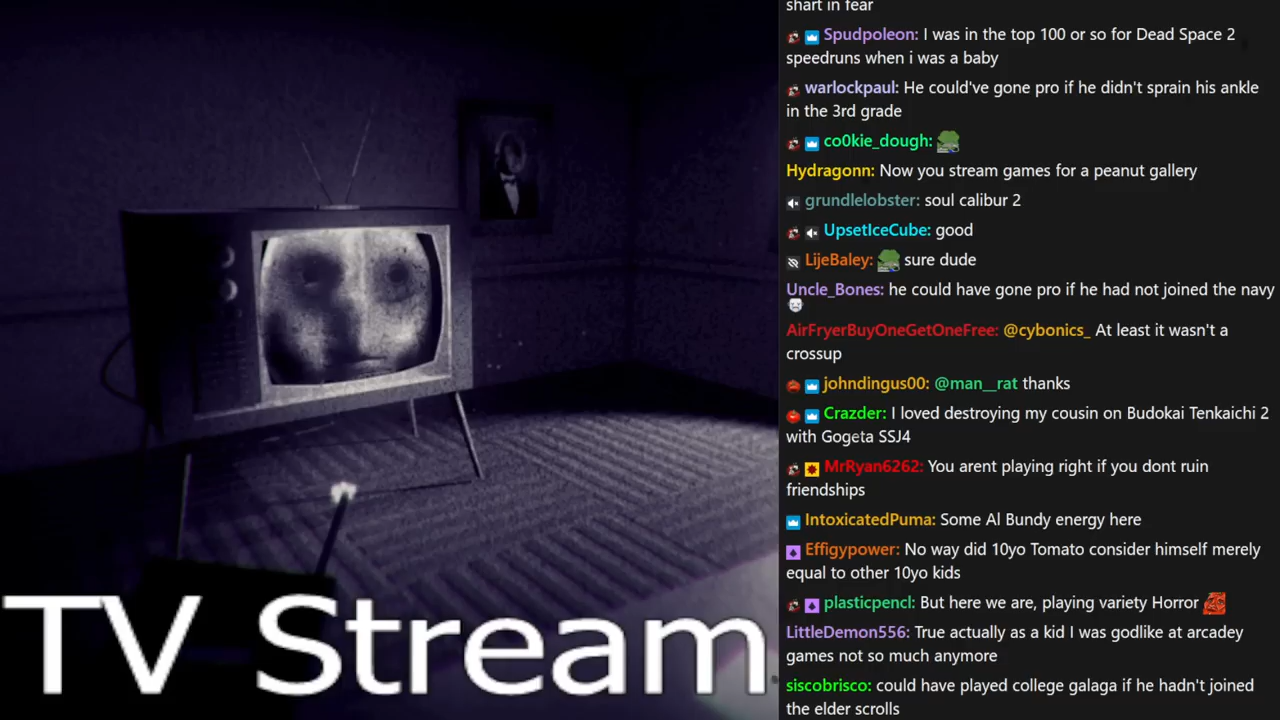 shart in fear
Spudpoleon: I was in the top 100 or so for Dead Space 2
speedruns when i was a baby
warlockpaul: He could've gone pro if he didn't sprain his ankle
in the 3rd grade
co0kie_dough:
Hydragonn: Now you stream games for a peanut gallery
grundlelobster: soul calibur 2
UpsetIceCube: good
LijeBaley: sure dude
Uncle_Bones: he could have gone pro if he had not joined the navy
AirFryerBuyOneGetOneFree: @cybonics_ At least it wasn't a
crossup
johndingus00: @man__rat thanks
Crazder: I loved destroying my cousin on Budokai Tenkaichi 2
with Gogeta SSJ4
MrRyan6262: You arent playing right if you dont ruin
friendships
IntoxicatedPuma: Some Al Bundy energy here
Effigypower: No way did 10yo Tomato consider himself merely
equal to other 10yo kids
plasticpencl: But here we are, playing variety Horror
LittleDemon556: True actually as a kid I was godlike at arcadey
games not so much anymore
siscobrisco: could have played college galaga if he hadn't joined
the elder scrolls
TV Stream